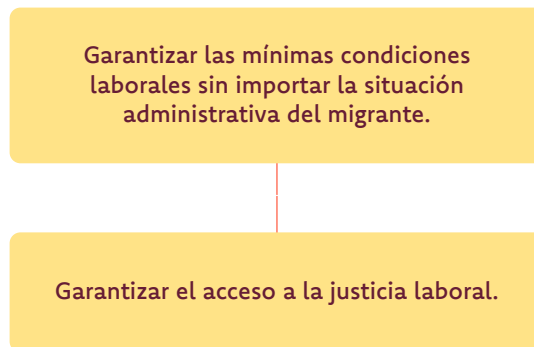 Garantizar las mínimas condiciones
laborales sin importar la situación
administrativa del migrante.
Garantizar el acceso a la justicia laboral.